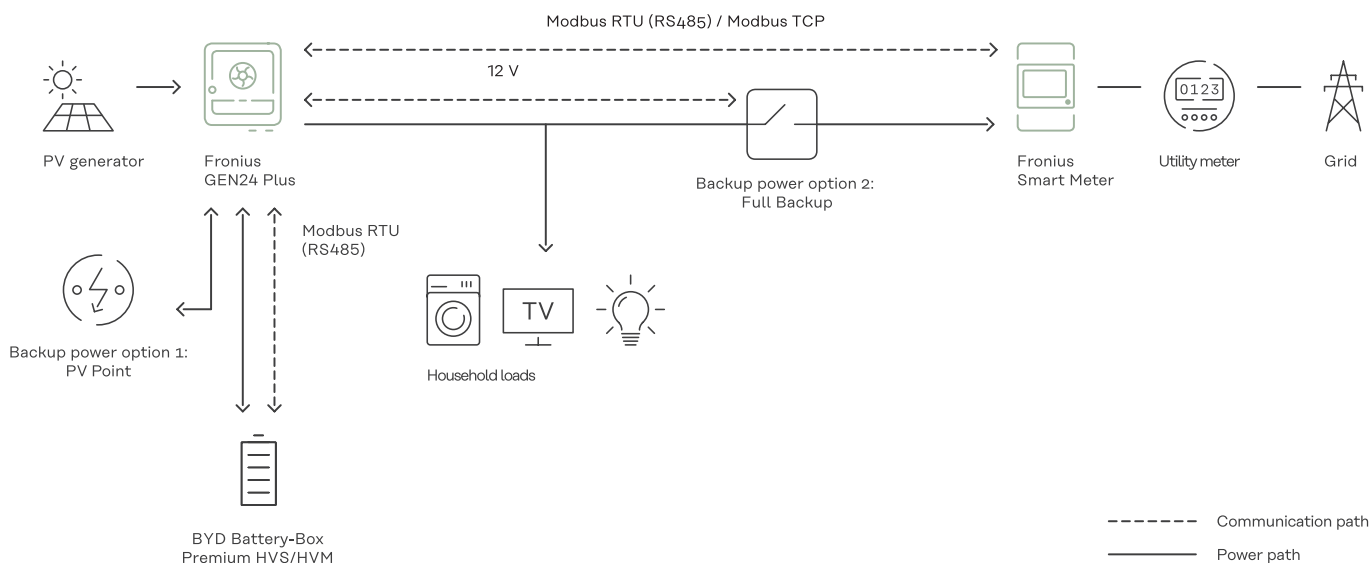 Modbus RTU (RS485) / Modbus TCP
12 V
0123
PV generator
Fronius
GEN24 Plus
Fronius
Smart Meter
Utility meter
Grid
Backup power option 2:
Full Backup
Modbus RTU
(RS485)
TV
Backup power option 1:
PV Point
Household loads
BYD Battery-Box
Premium HVS/HVM
Communication path
Power path